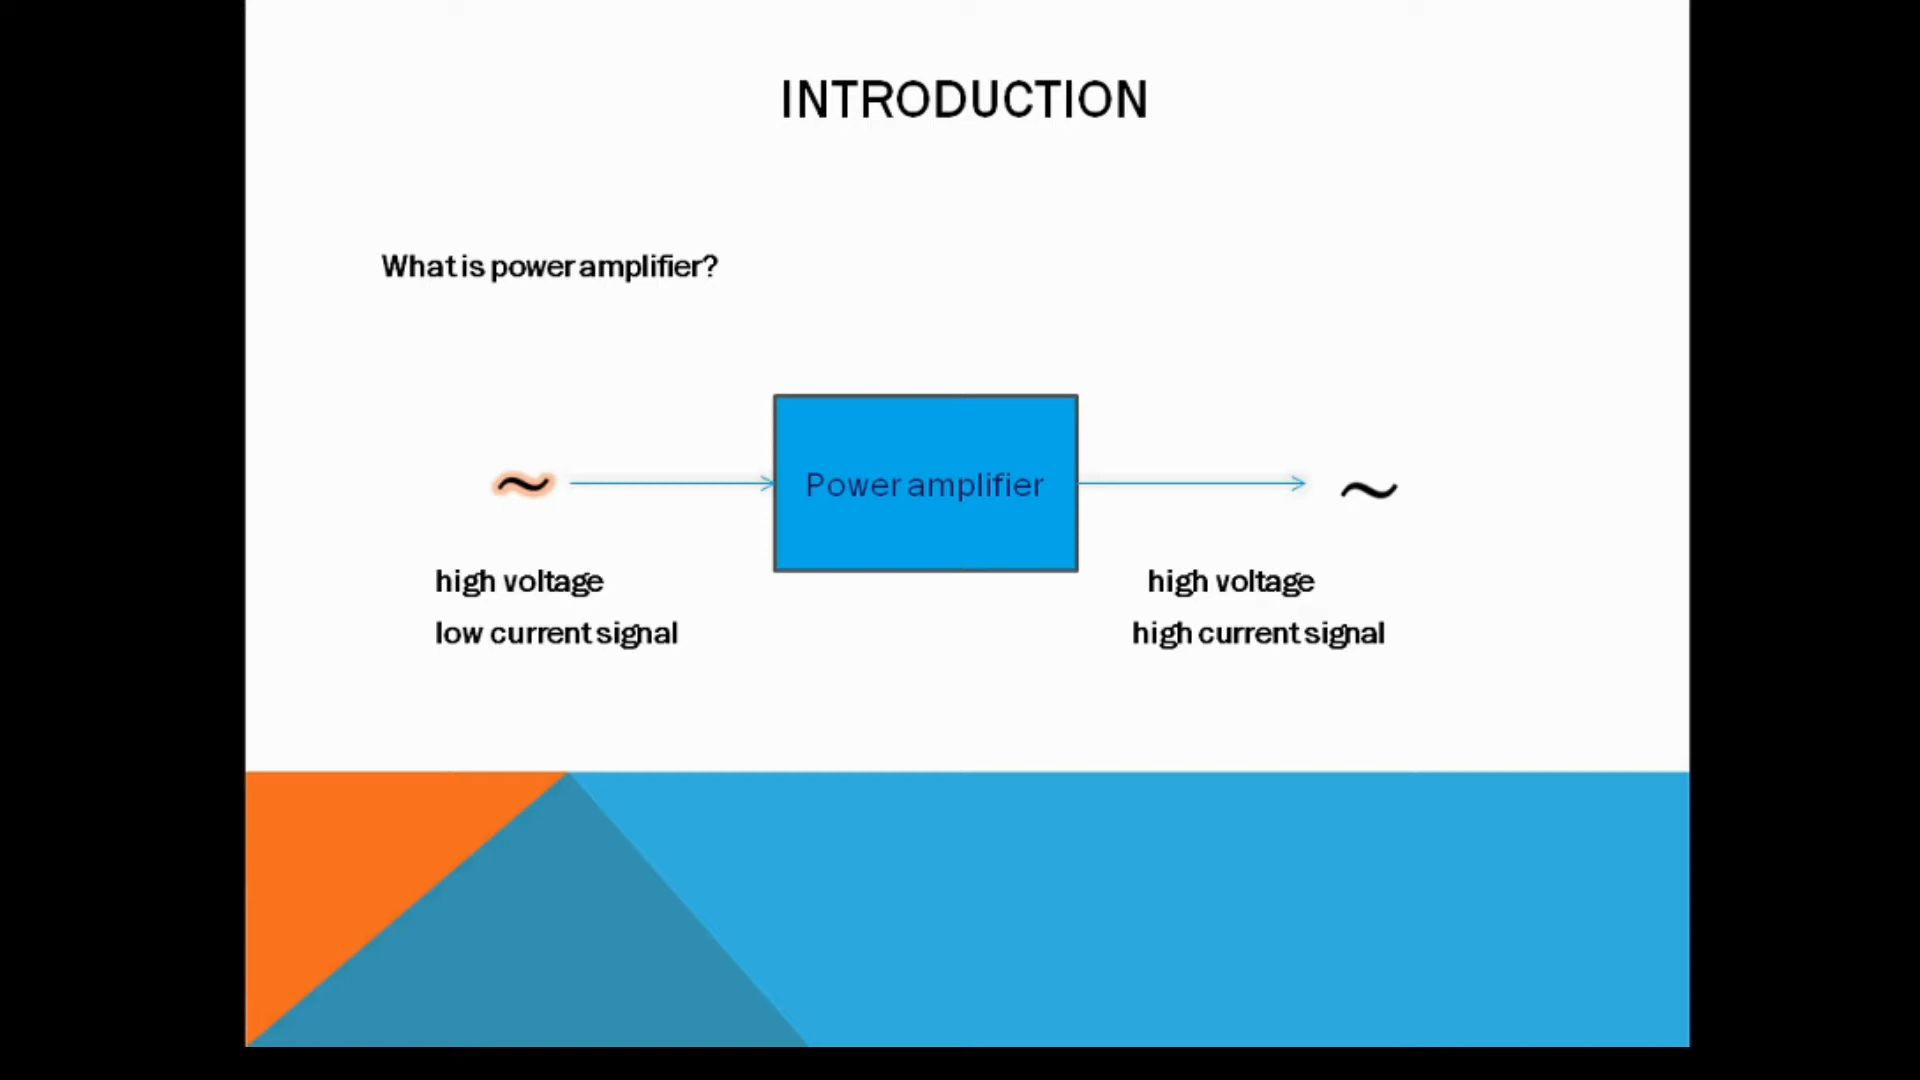 INTRODUCTION
What is power amplifier?
Power amplifier
high voltage
low current signal
high voltage
high current signal